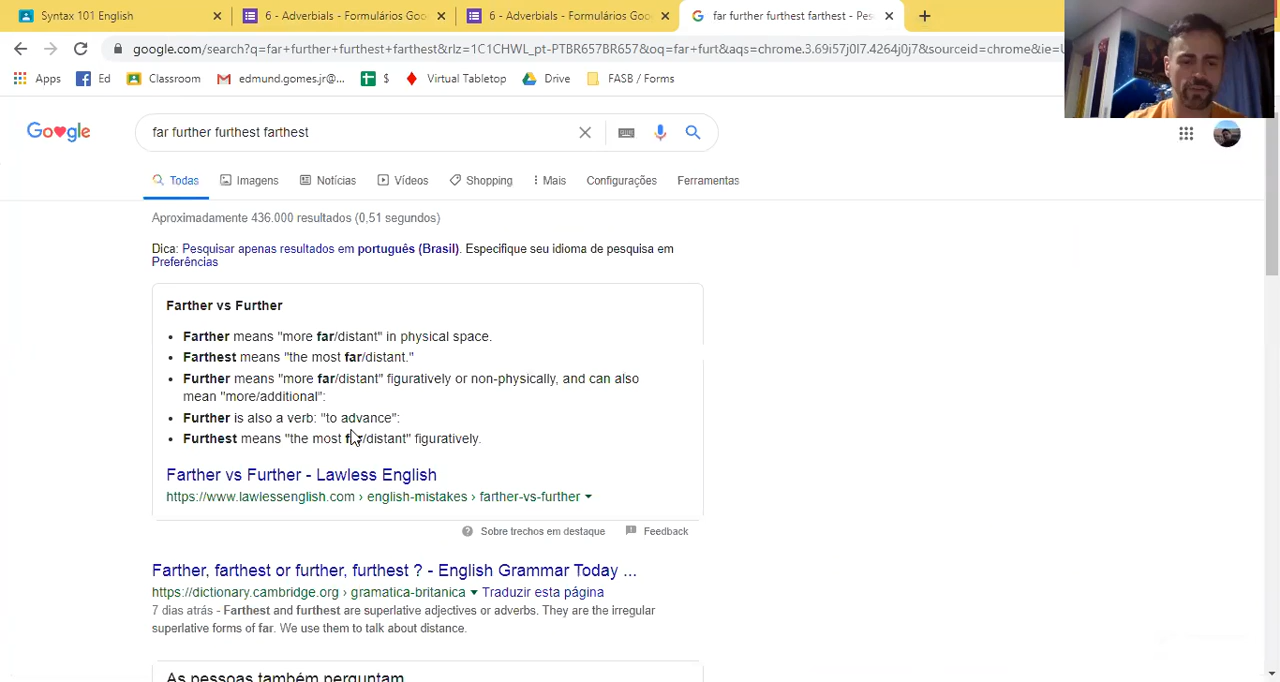 Syntax 101 English
6 - Adverbials - Formulários Goo
6 - Adverbials - Formulários Goo
far further furthest farthest - Pes
google.com/search?q=far+further+furthest+farthest&rlz=1C1CHWL_pt-PTBR657BR657&oq=far+furt&aqs=chrome.3.69i57j0l7.4264j0j7&sourceid=chrome&ie=U
Apps
Ed
Classroom
edmund.gomes.jr@...
$
Virtual Tabletop
Drive
FASB / Forms
Google
far further furthest farthest
Todas
Imagens
Notícias
Vídeos
Shopping
Mais
Configurações
Ferramentas
Aproximadamente 436.000 resultados (0,51 segundos)
Dica: Pesquisar apenas resultados em português (Brasil). Especifique seu idioma de pesquisa em
Preferências
Farther vs Further
• Farther means "more far/distant" in physical space.
• Farthest means "the most far/distant."
• Further means "more far/distant" figuratively or non-physically, and can also
mean "more/additional":
• Further is also a verb: "to advance":
• Furthest means "the most far/distant" figuratively.
Farther vs Further - Lawless English
https://www.lawlessenglish.com › english-mistakes › farther-vs-further
Sobre trechos em destaque
Feedback
Farther, farthest or further, furthest ? - English Grammar Today ...
https://dictionary.cambridge.org › gramatica-britanica
Traduzir esta página
7 dias atrás - Farthest and furthest are superlative adjectives or adverbs. They are the irregular
superlative forms of far. We use them to talk about distance.
As pessoas também perguntam